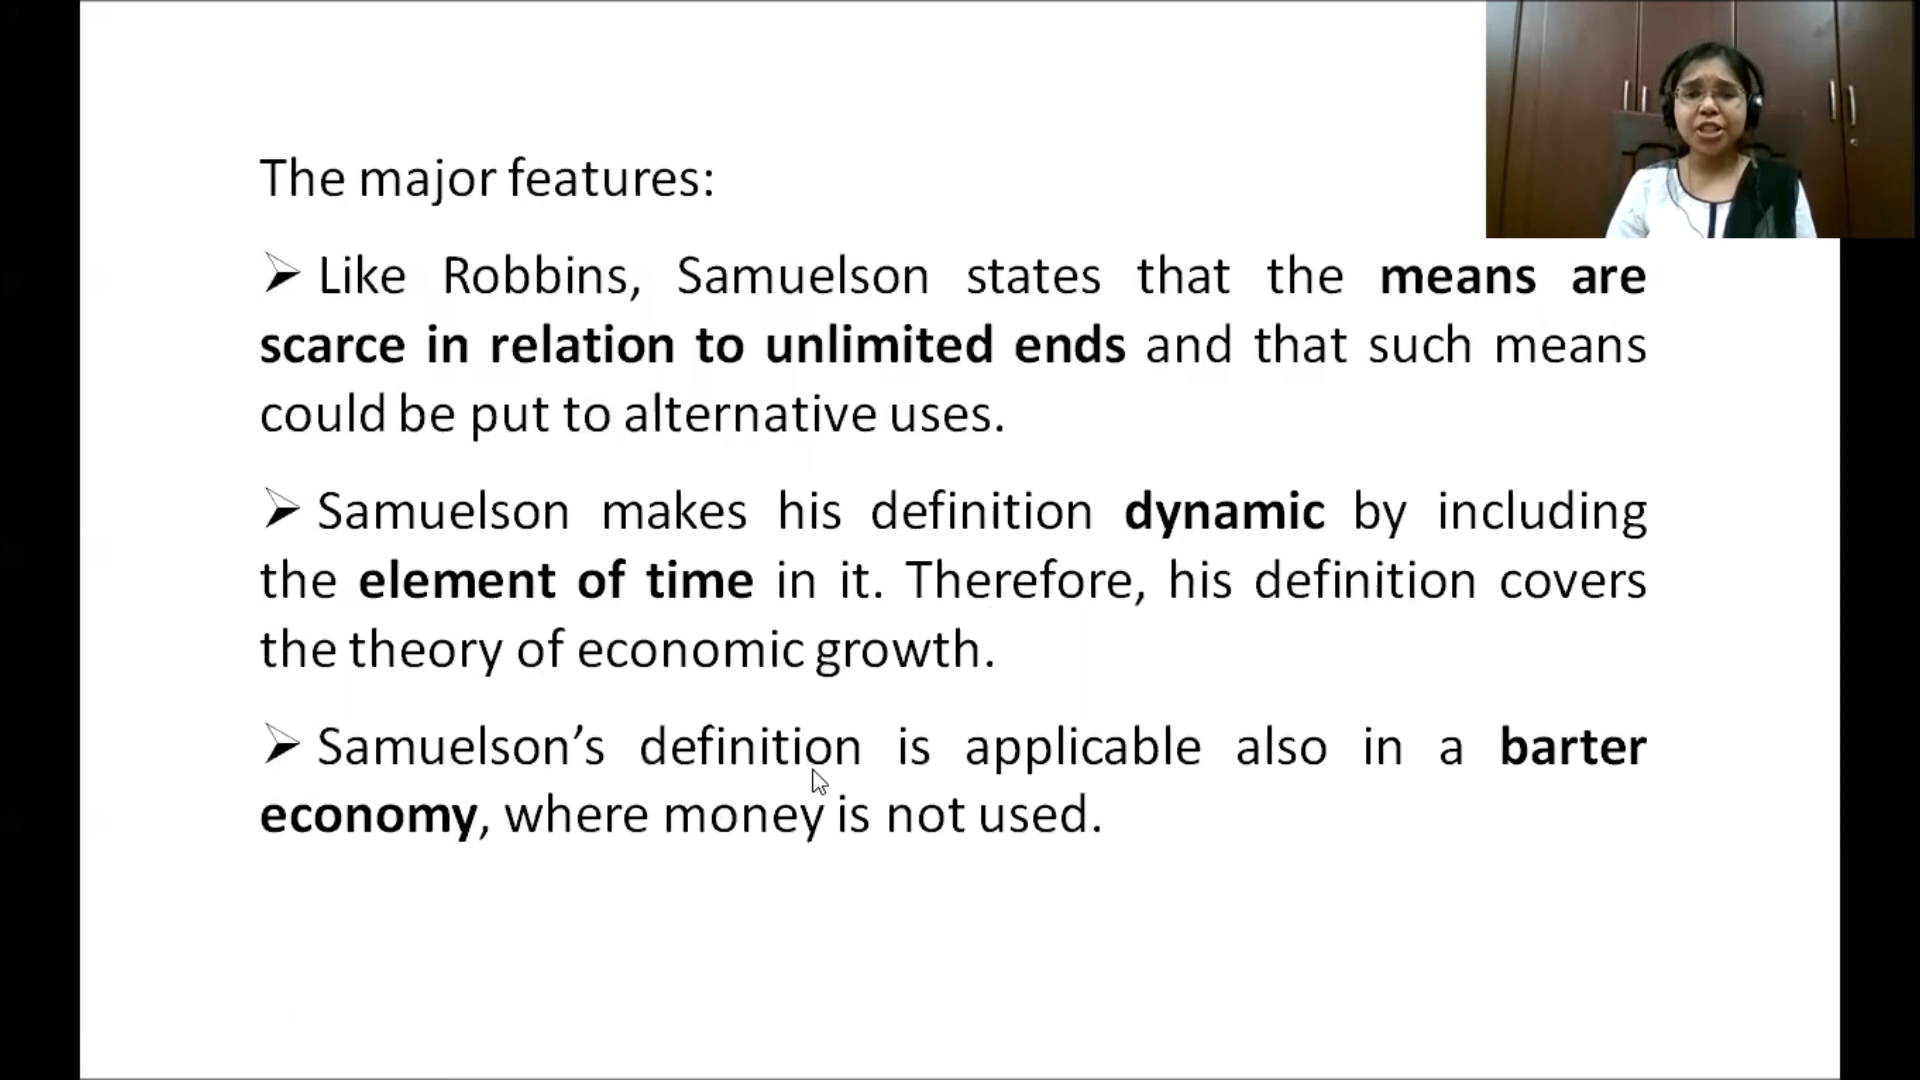 The major features:
➢ Like Robbins, Samuelson states that the means are
scarce in relation to unlimited ends and that such means
could be put to alternative uses.
➢ Samuelson makes his definition dynamic by including
the element of time in it. Therefore, his definition covers
the theory of economic growth.
➢ Samuelson’s definition is applicable also in a barter
economy, where money is not used.